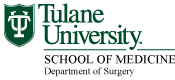 Tulane
University.
SCHOOL OF MEDICINE
Department of Surgery